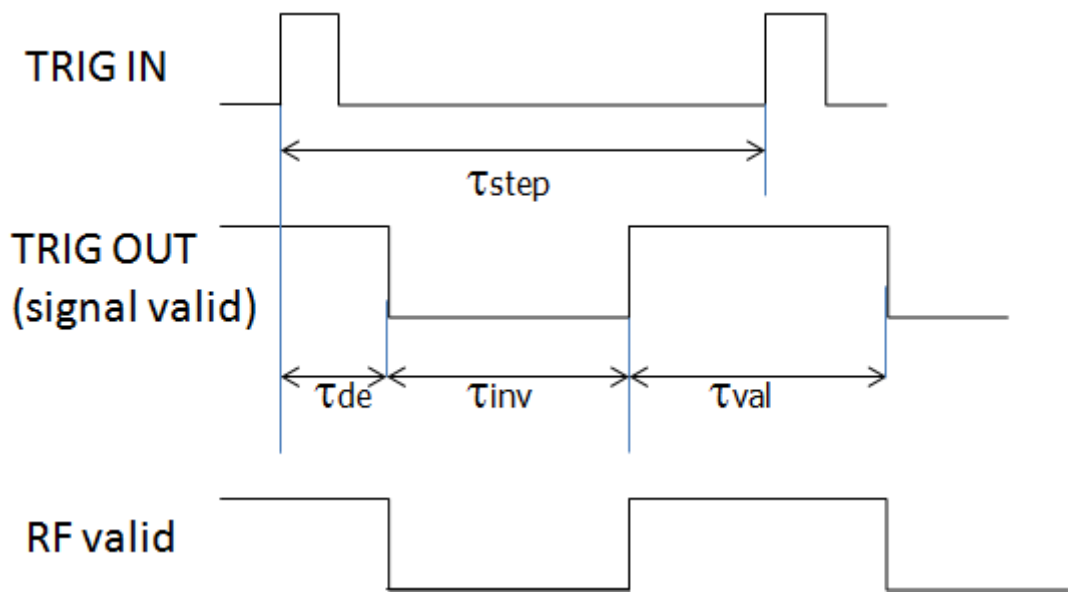 TRIG IN
τstep
TRIG OUT
(signal valid)
τde
τinv
τval
RF valid